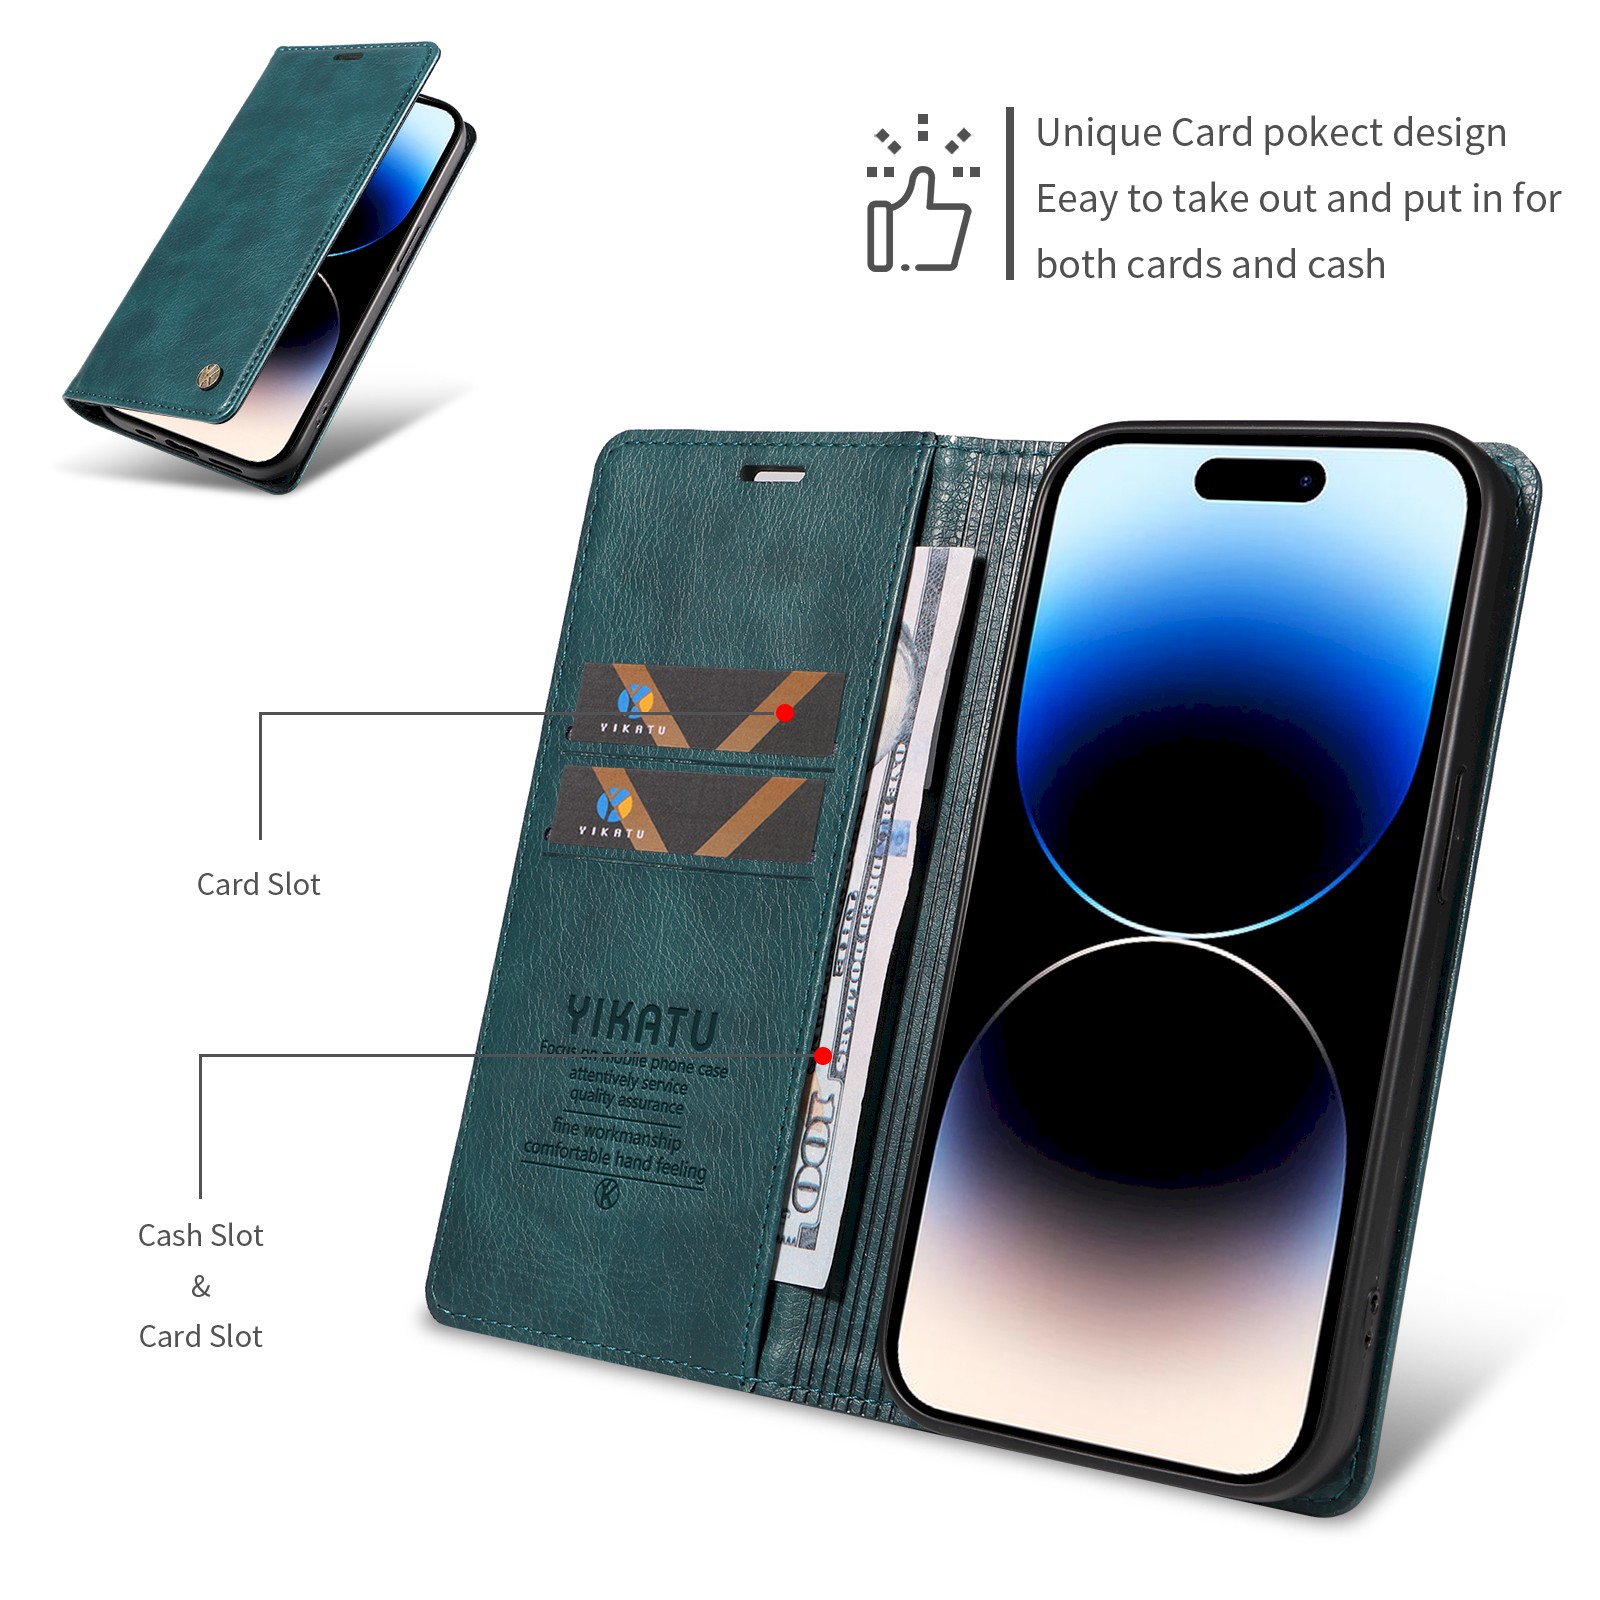 Unique Card pokect design
Eeay to take out and put in for
both cards and cash
YIKATU
YIKATU
Card Slot
YIKATU
Focus on mobile phone case
attentively service
quality assurance
fine workmanship
comfortable hand feeling
100
Cash Slot
&
Card Slot